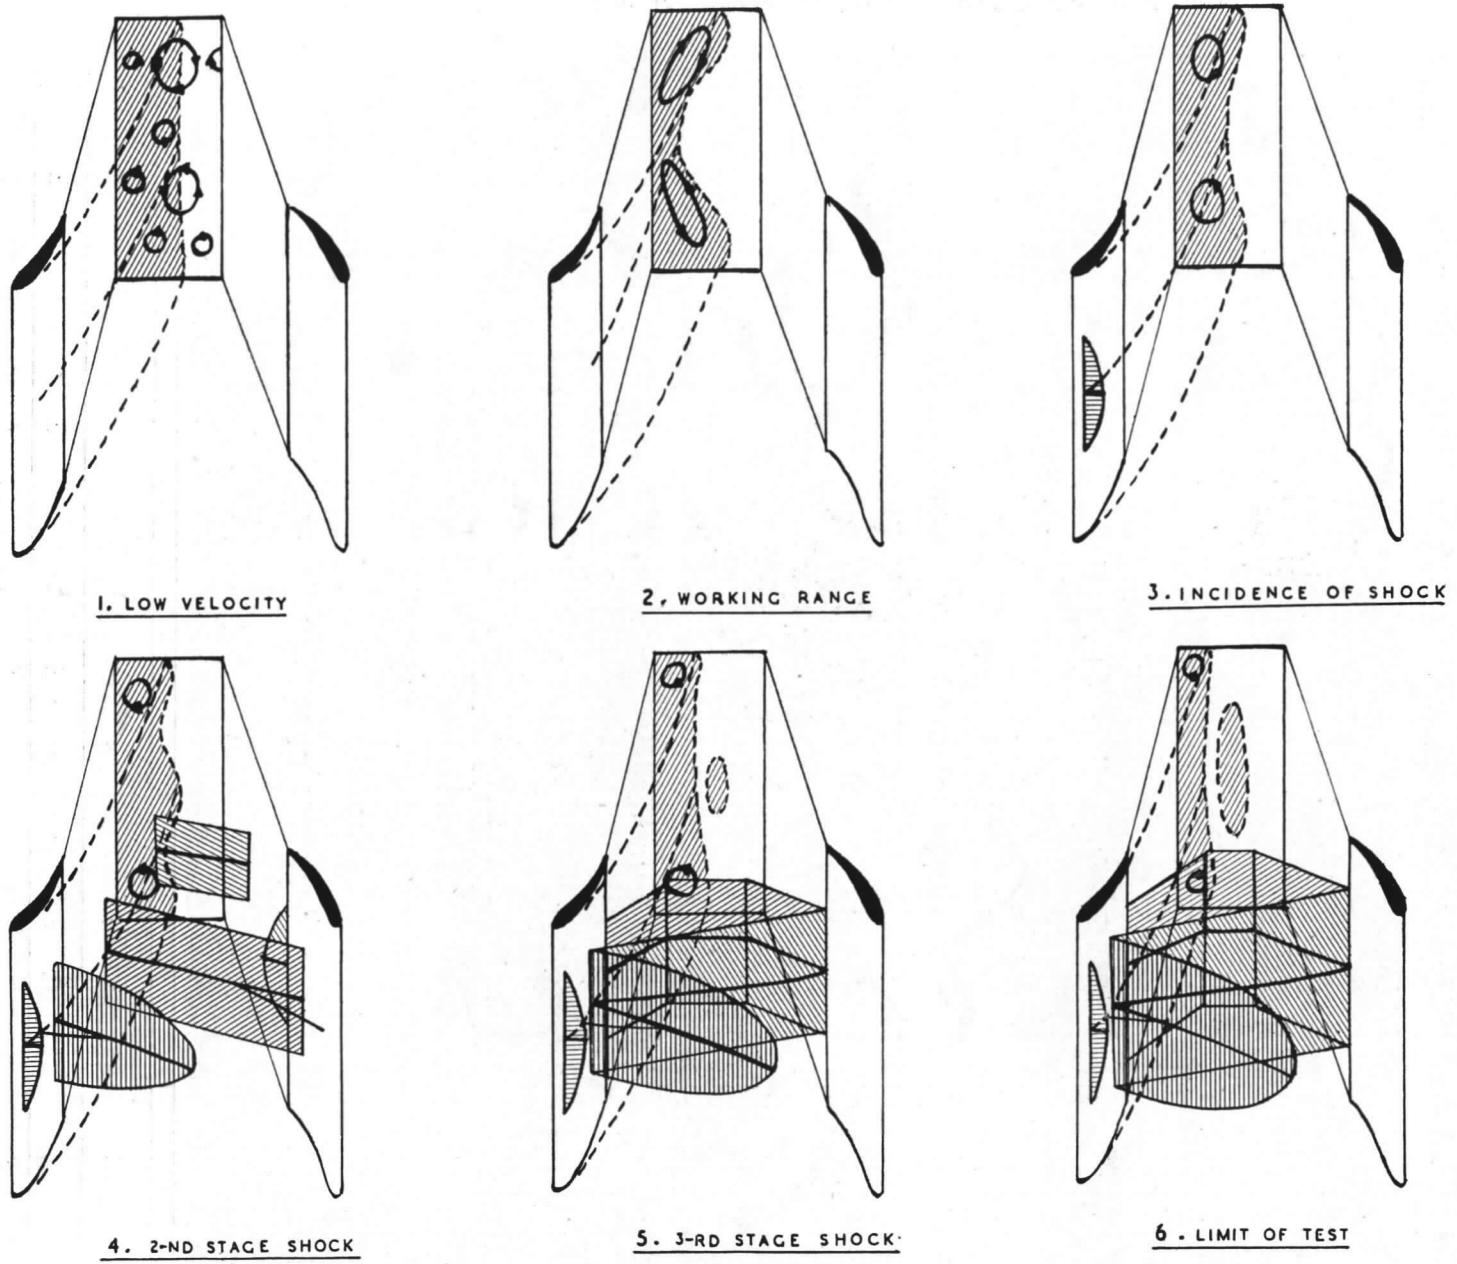 1. LOW VELOCITY
2. WORKING RANGE
3. INCIDENCE OF SHOCK
4. 2-ND STAGE SHOCK
5. 3-RD STAGE SHOCK.
6. LIMIT OF TEST